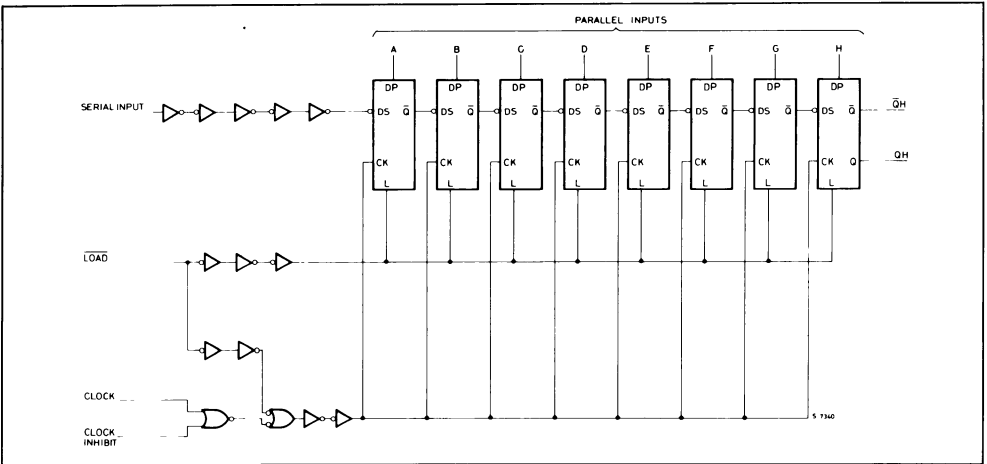 PARALLEL INPUTS
A B C D E F G H
DP DP DP DP DP DP DP DP
SERIAL INPUT DS Q̄ DS Q̄ DS Q̄ DS Q̄ DS Q̄ DS Q̄ DS Q̄ DS Q̄ Q̄H
CK CK CK CK CK CK CK CK Q QH
L L L L L L L L
L̅O̅A̅D̅
CLOCK
S 7340
CLOCK
INHIBIT